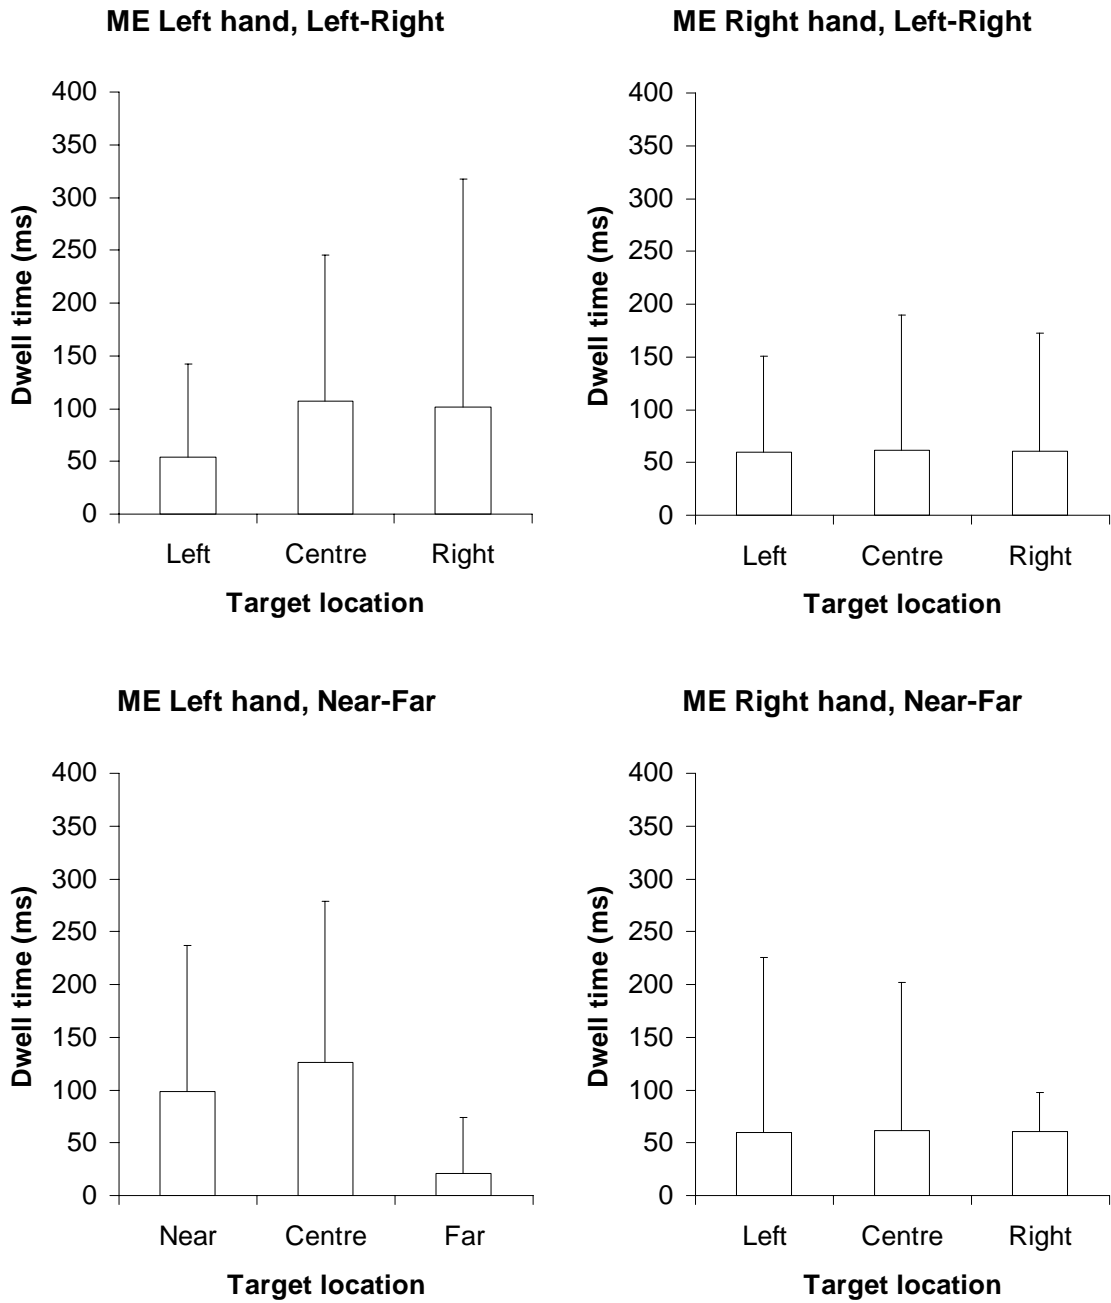 ME Left hand, Left-Right
400
350
300
250
200
150
100
50
0
Dwell time (ms)
Left Centre Right
Target location
ME Right hand, Left-Right
400
350
300
250
200
150
100
50
0
Dwell time (ms)
Left Centre Right
Target location
ME Left hand, Near-Far
400
350
300
250
200
150
100
50
0
Dwell time (ms)
Near Centre Far
Target location
ME Right hand, Near-Far
400
350
300
250
200
150
100
50
0
Dwell time (ms)
Left Centre Right
Target location